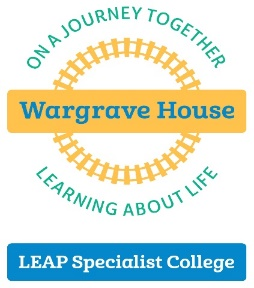 ON A JOURNEY TOGETHER
Wargrave House
LEARNING ABOUT LIFE
LEAP Specialist College